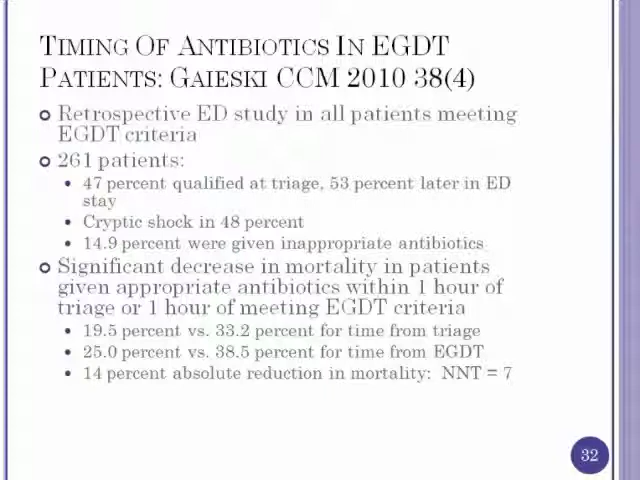 TIMING OF ANTIBIOTICS IN EGDT
PATIENTS: GAIESKI CCM 2010 38(4)
Retrospective ED study in all patients meeting
EGDT criteria
261 patients:
47 percent qualified at triage, 53 percent later in ED
stay
Cryptic shock in 48 percent
14.9 percent were given inappropriate antibiotics
Significant decrease in mortality in patients
given appropriate antibiotics within 1 hour of
triage or 1 hour of meeting EGDT criteria
19.5 percent vs. 33.2 percent for time from triage
25.0 percent vs. 38.5 percent for time from EGDT
14 percent absolute reduction in mortality: NNT = 7
32